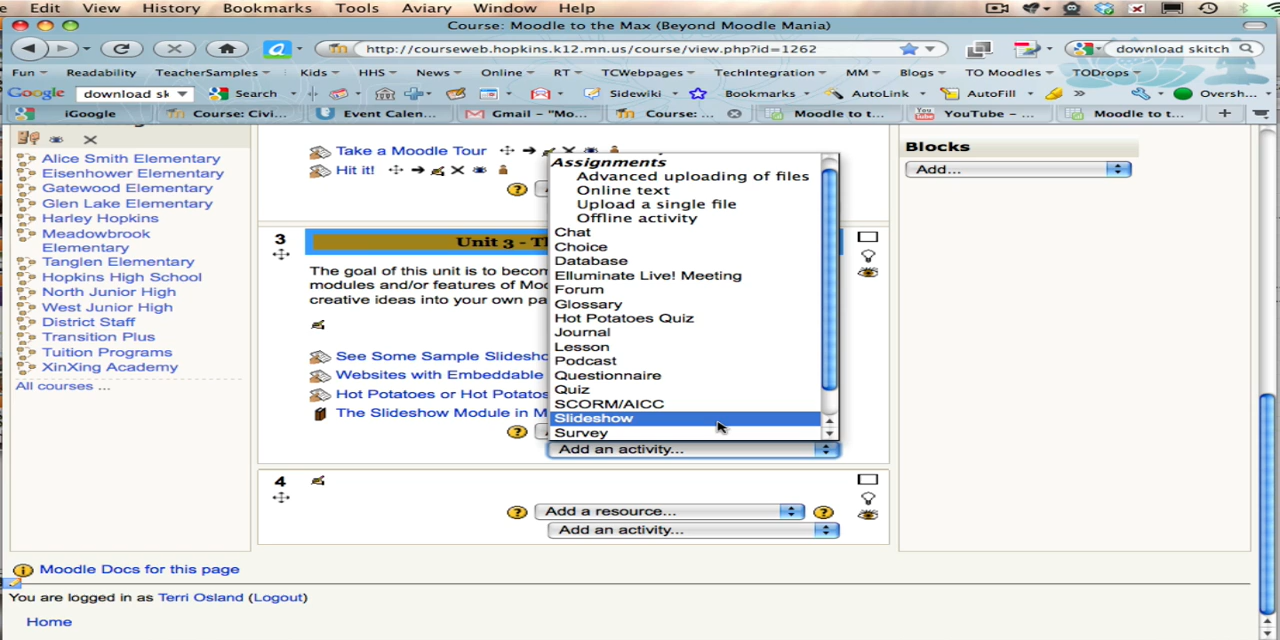 Edit View History Bookmarks Tools Aviary Window Help
Course: Moodle to the Max (Beyond Moodle Mania)
http://courseweb.hopkins.k12.mn.us/course/view.php?id=1262 download skitch
Fun Readability TeacherSamples Kids HHS News Online RT TCWebpages TechIntegration MM Blogs TO Moodles TODrops
Google download sk Search Sidewiki Bookmarks AutoLink AutoFill Oversh...
iGoogle Course: Civi... Event Calen... Gmail - "Mo... Course: ... Moodle to t... YouTube - ... Moodle to t...
Alice Smith Elementary
Eisenhower Elementary
Gatewood Elementary
Glen Lake Elementary
Harley Hopkins
Meadowbrook
Elementary
Tanglen Elementary
Hopkins High School
North Junior High
West Junior High
District Staff
Transition Plus
Tuition Programs
XinXing Academy
All courses ...
Take a Moodle Tour
Hit it!
3
Unit 3 - T
The goal of this unit is to becon
modules and/or features of Moo
creative ideas into your own pa
See Some Sample Slidesho
Websites with Embeddable
Hot Potatoes or Hot Potatos
The Slideshow Module in M
Assignments
Advanced uploading of files
Online text
Upload a single file
Offline activity
Chat
Choice
Database
Elluminate Live! Meeting
Forum
Glossary
Hot Potatoes Quiz
Journal
Lesson
Podcast
Questionnaire
Quiz
SCORM/AICC
Slideshow
Survey
Add an activity...
4
Add a resource...
Add an activity...
Blocks
Add...
Moodle Docs for this page
You are logged in as Terri Osland (Logout)
Home